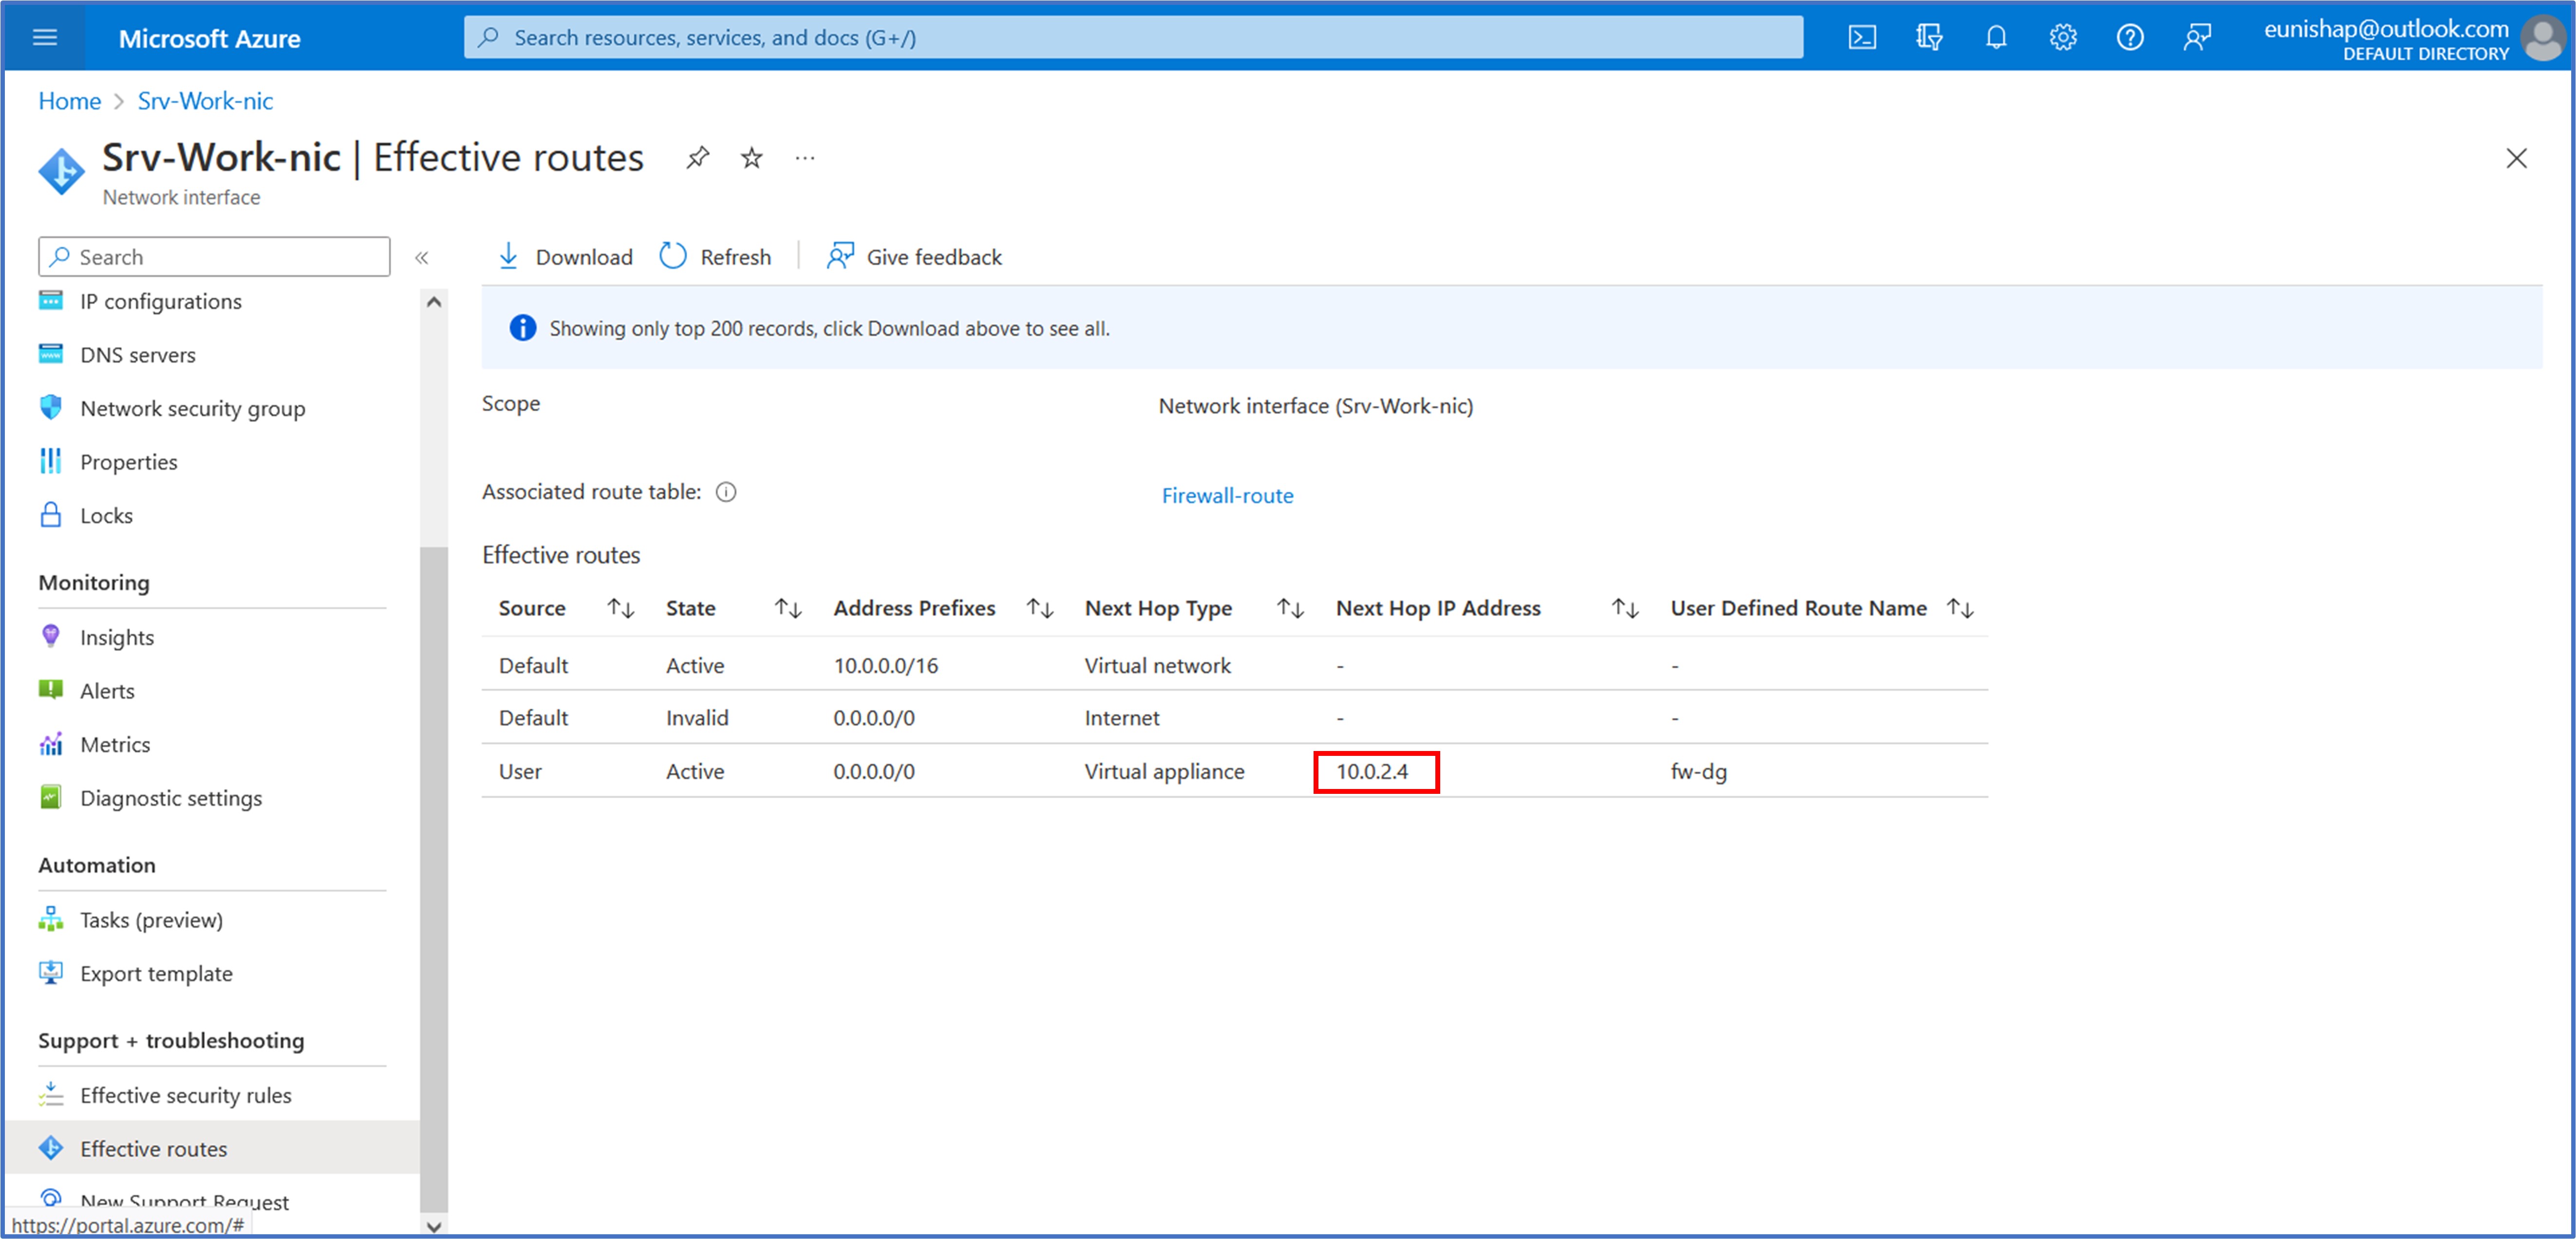 Microsoft Azure
Search resources, services, and docs (G+/)
eunishap@outlook.com
DEFAULT DIRECTORY
Home > Srv-Work-nic
Srv-Work-nic | Effective routes
Network interface
Search
IP configurations
DNS servers
Network security group
Properties
Locks
Monitoring
Insights
Alerts
Metrics
Diagnostic settings
Automation
Tasks (preview)
Export template
Support + troubleshooting
Effective security rules
Effective routes
New Support Request
https://portal.azure.com/#
Download Refresh Give feedback
Showing only top 200 records, click Download above to see all.
Scope Network interface (Srv-Work-nic)
Associated route table: Firewall-route
Effective routes
Source State Address Prefixes Next Hop Type Next Hop IP Address User Defined Route Name
Default Active 10.0.0.0/16 Virtual network - -
Default Invalid 0.0.0.0/0 Internet - -
User Active 0.0.0.0/0 Virtual appliance 10.0.2.4 fw-dg